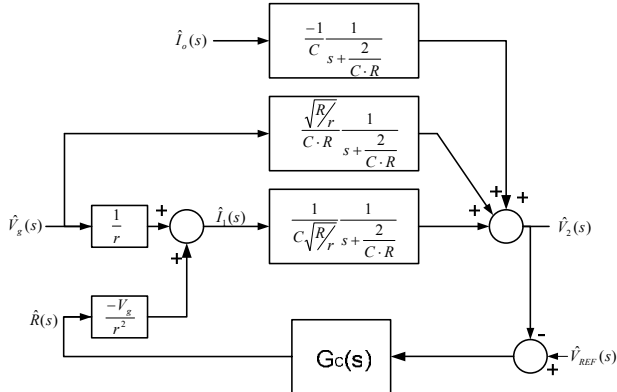 Î_o(s)
-1/C 1/(s+2/(C·R))
√(R/r)/(C·R) 1/(s+2/(C·R))
V̂_g(s)
1/r
+
+
Î_1(s)
1/(C√(R/r)) 1/(s+2/(C·R))
+
+
+
V̂_2(s)
R̂(s)
-V_g/r²
Gc(s)
-
+
V̂_REF(s)